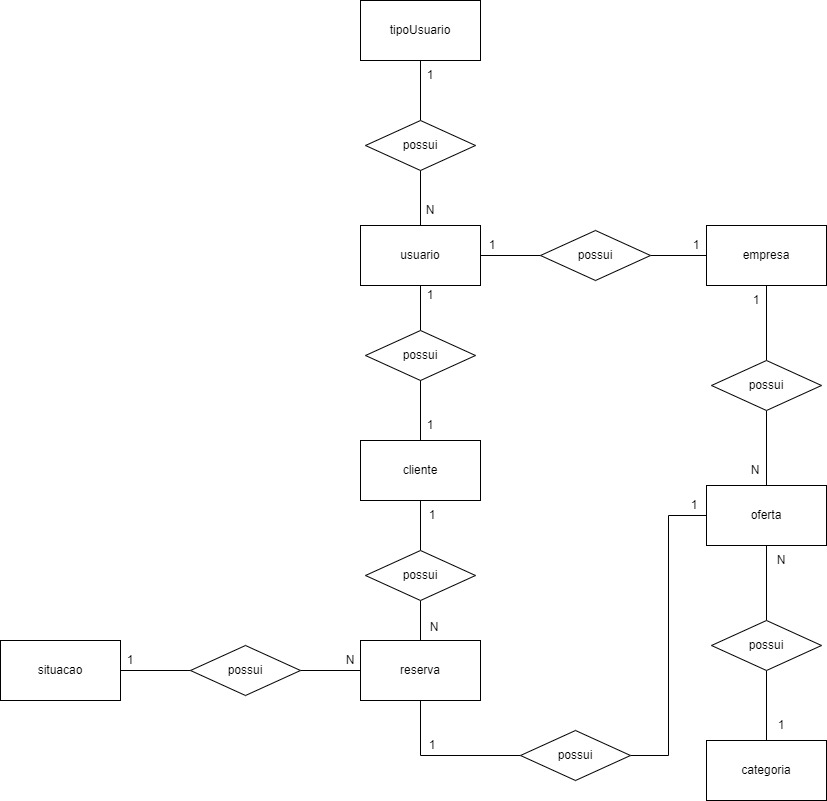 tipoUsuario
1
possui
N
usuario
1
possui
1
empresa
1
possui
1
1
possui
N
cliente
1
possui
N
oferta
1
N
possui
1
categoria
situacao
1
possui
N
reserva
1
possui